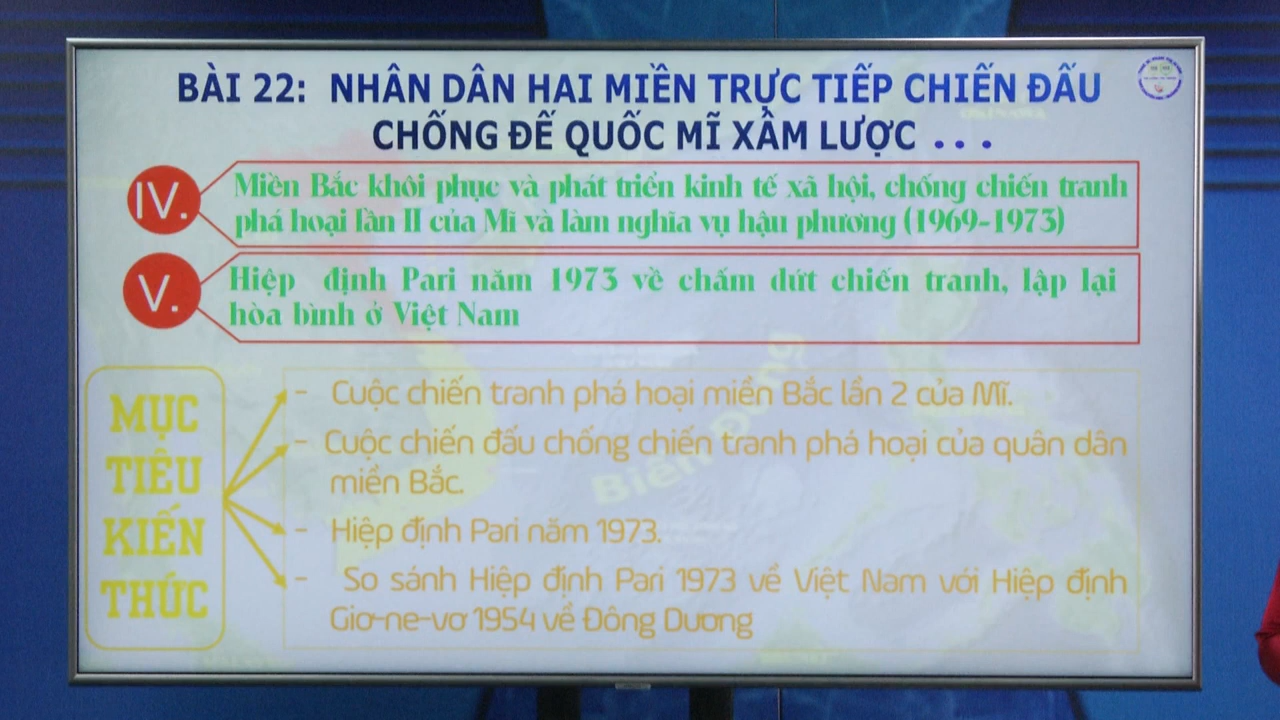 BÀI 22: NHÂN DÂN HAI MIỀN TRỰC TIẾP CHIẾN ĐẤU
CHỐNG ĐẾ QUỐC MĨ XÂM LƯỢC ...
IV.
Miền Bắc khôi phục và phát triển kinh tế xã hội, chống chiến tranh
phá hoại lần II của Mĩ và làm nghĩa vụ hậu phương (1969-1973)
V.
Hiệp định Pari năm 1973 về chấm dứt chiến tranh, lập lại
hòa bình ở Việt Nam
MỤC
TIÊU
KIẾN
THỨC
- Cuộc chiến tranh phá hoại miền Bắc lần 2 của Mĩ.
- Cuộc chiến đấu chống chiến tranh phá hoại của quân dân
miền Bắc.
- Hiệp định Pari năm 1973.
- So sánh Hiệp định Pari 1973 về Việt Nam với Hiệp định
Giơ-ne-vơ 1954 về Đông Dương
Biển Đông